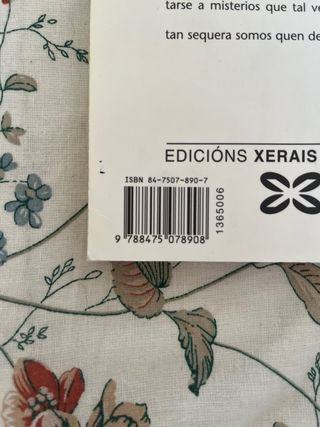 tarse a misterios que tal ve
tan sequera somos quen de
EDICIÓNS XERAIS
ISBN 84-7507-890-7
9 788475 078908
1365006